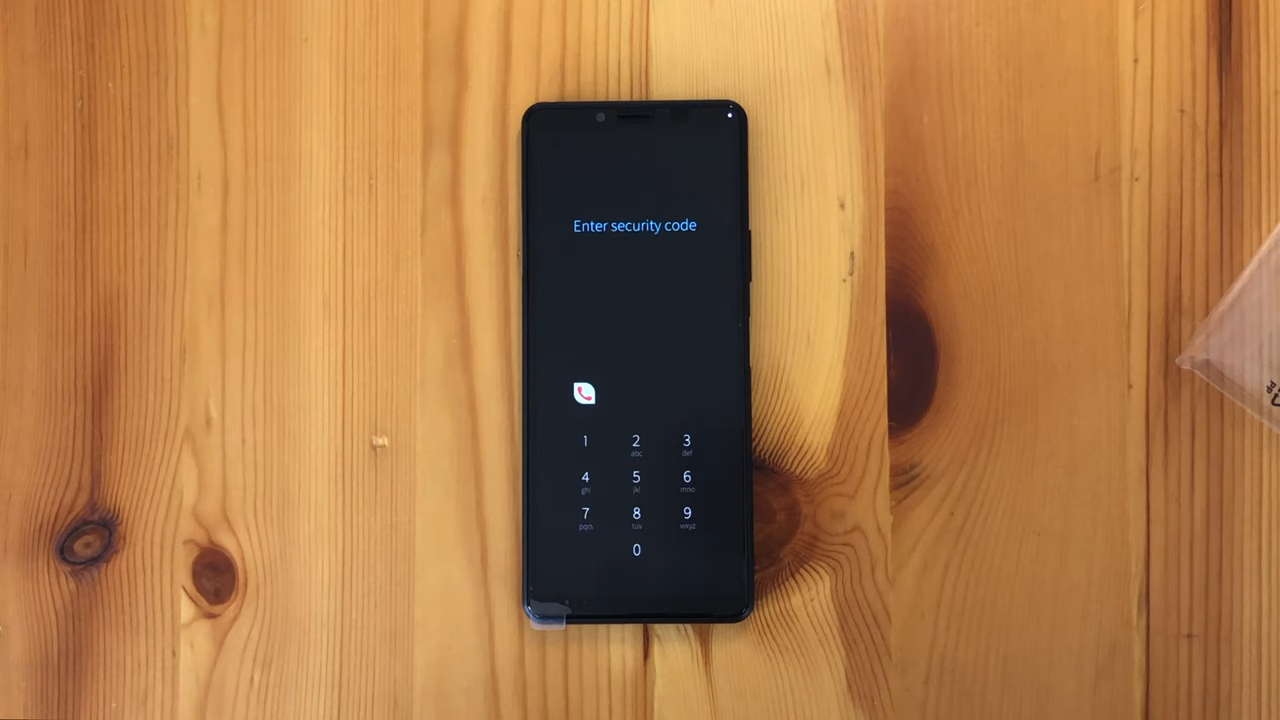 Enter security code
1 2 3
abc def
4 5 6
ghi jkl mno
7 8 9
pqrs tuv wxyz
0
PP